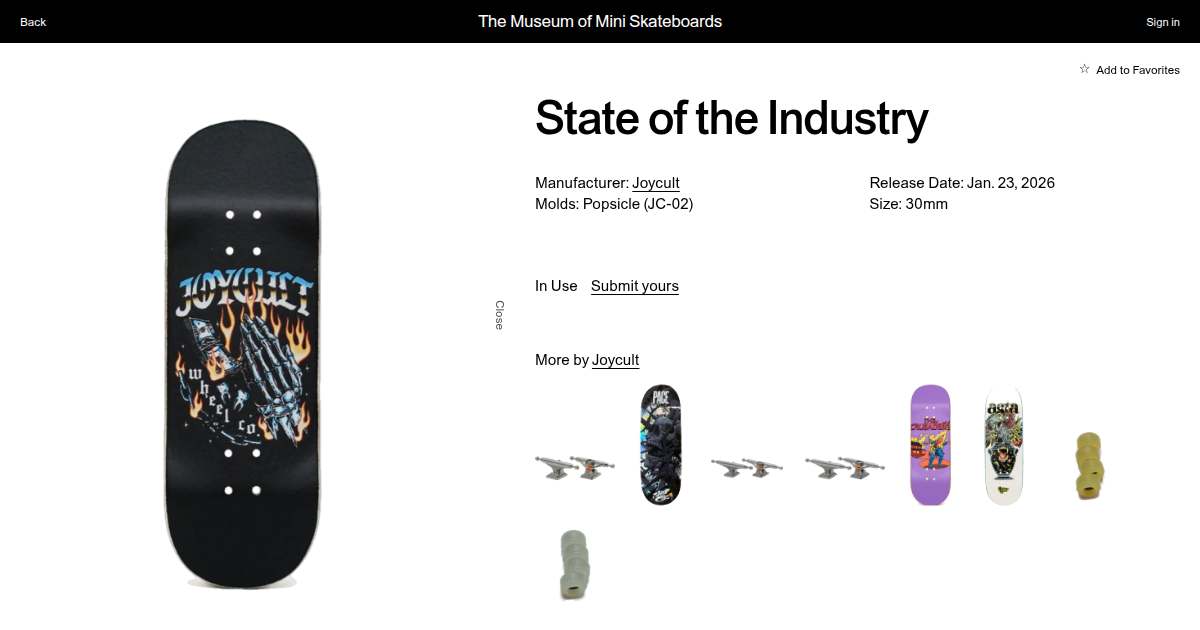 Back
The Museum of Mini Skateboards
Sign in
☆ Add to Favorites
State of the Industry
Manufacturer: Joycult
Release Date: Jan. 23, 2026
Molds: Popsicle (JC-02)
Size: 30mm
In Use Submit yours
Close
More by Joycult
JOYCULT
wheel co.
PACE
asta